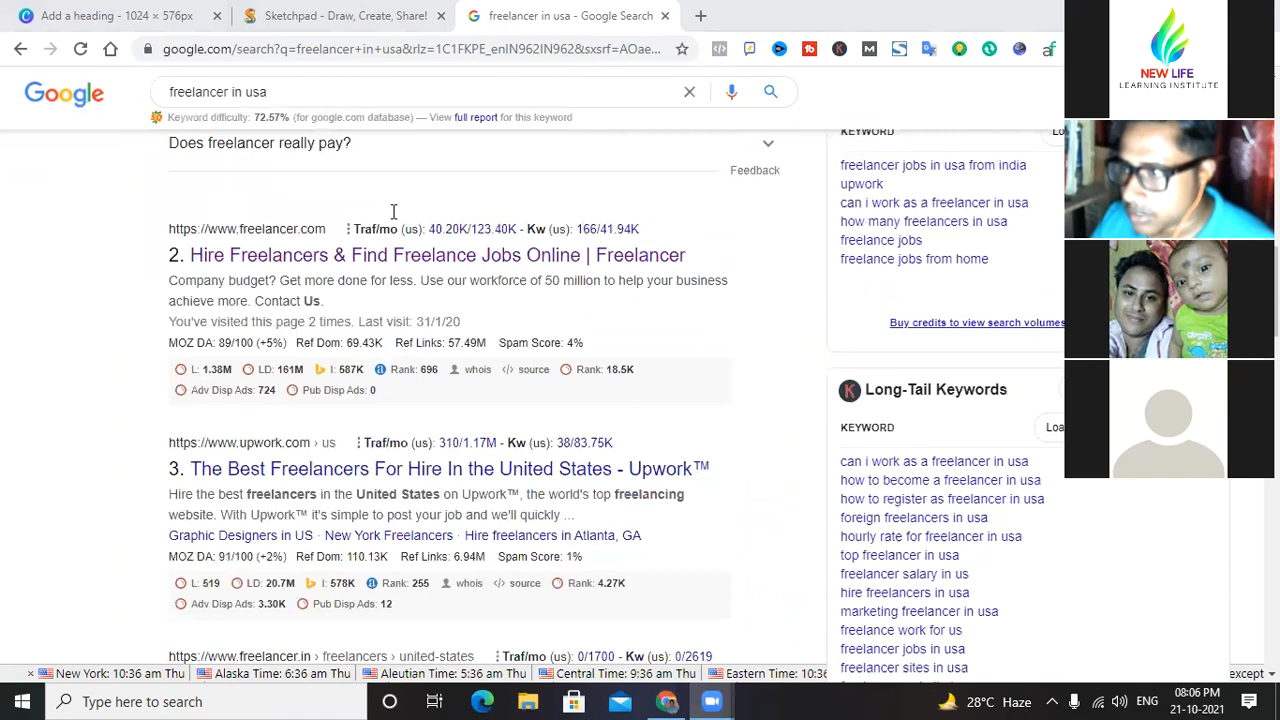 Add a heading - 1024 × 576px
Sketchpad - Draw, Create, Share!
freelancer in usa - Google Search
google.com/search?q=freelancer+in+usa&rlz=1C1FKPE_enIN962IN962&sxsrf=AOae...
Google
freelancer in usa
Keyword difficulty: 72.57% (for google.com database) — View full report for this keyword
Does freelancer really pay?
Feedback
https://www.freelancer.com Traf/mo (us): 40.20K/123.40K - Kw (us): 166/41.94K
2. Hire Freelancers & Find Freelance Jobs Online | Freelancer
Company budget? Get more done for less. Use our workforce of 50 million to help your business
achieve more. Contact Us.
You've visited this page 2 times. Last visit: 31/1/20
MOZ DA: 89/100 (+5%) Ref Dom: 69.43K Ref Links: 57.49M Spam Score: 4%
L: 1.38M LD: 161M I: 587K Rank: 696 whois source Rank: 18.5K
Adv Disp Ads: 724 Pub Disp Ads: 0
https://www.upwork.com › us Traf/mo (us): 310/1.17M - Kw (us): 38/83.75K
3. The Best Freelancers For Hire In the United States - Upwork™
Hire the best freelancers in the United States on Upwork™, the world's top freelancing
website. With Upwork™ it's simple to post your job and we'll quickly ...
Graphic Designers in US · New York Freelancers · Hire freelancers in Atlanta, GA
MOZ DA: 91/100 (+2%) Ref Dom: 110.13K Ref Links: 6.94M Spam Score: 1%
L: 519 LD: 20.7M I: 578K Rank: 255 whois source Rank: 4.27K
Adv Disp Ads: 3.30K Pub Disp Ads: 12
https://www.freelancer.in › freelancers › united-states Traf/mo (us): 0/1700 - Kw (us): 0/2619
KEYWORD Lo
freelancer jobs in usa from india
upwork
can i work as a freelancer in usa
how many freelancers in usa
freelance jobs
freelance jobs from home
Buy credits to view search volumes
Long-Tail Keywords
KEYWORD Loa
can i work as a freelancer in usa
how to become a freelancer in usa
how to register as freelancer in usa
foreign freelancers in usa
hourly rate for freelancer in usa
top freelancer in usa
freelancer salary in us
hire freelancers in usa
marketing freelancer in usa
freelance work for us
freelancer jobs in usa
freelancer sites in usa
NEW LIFE
LEARNING INSTITUTE
New York: 10:36 am Thu Alaska Time: 6:36 am Thu Aleutian Time: 5:36 am Thu Central Time: 9:36 am Thu Eastern Time: 10:36 except
Type here to search
28°C Haze
ENG
08:06 PM
21-10-2021